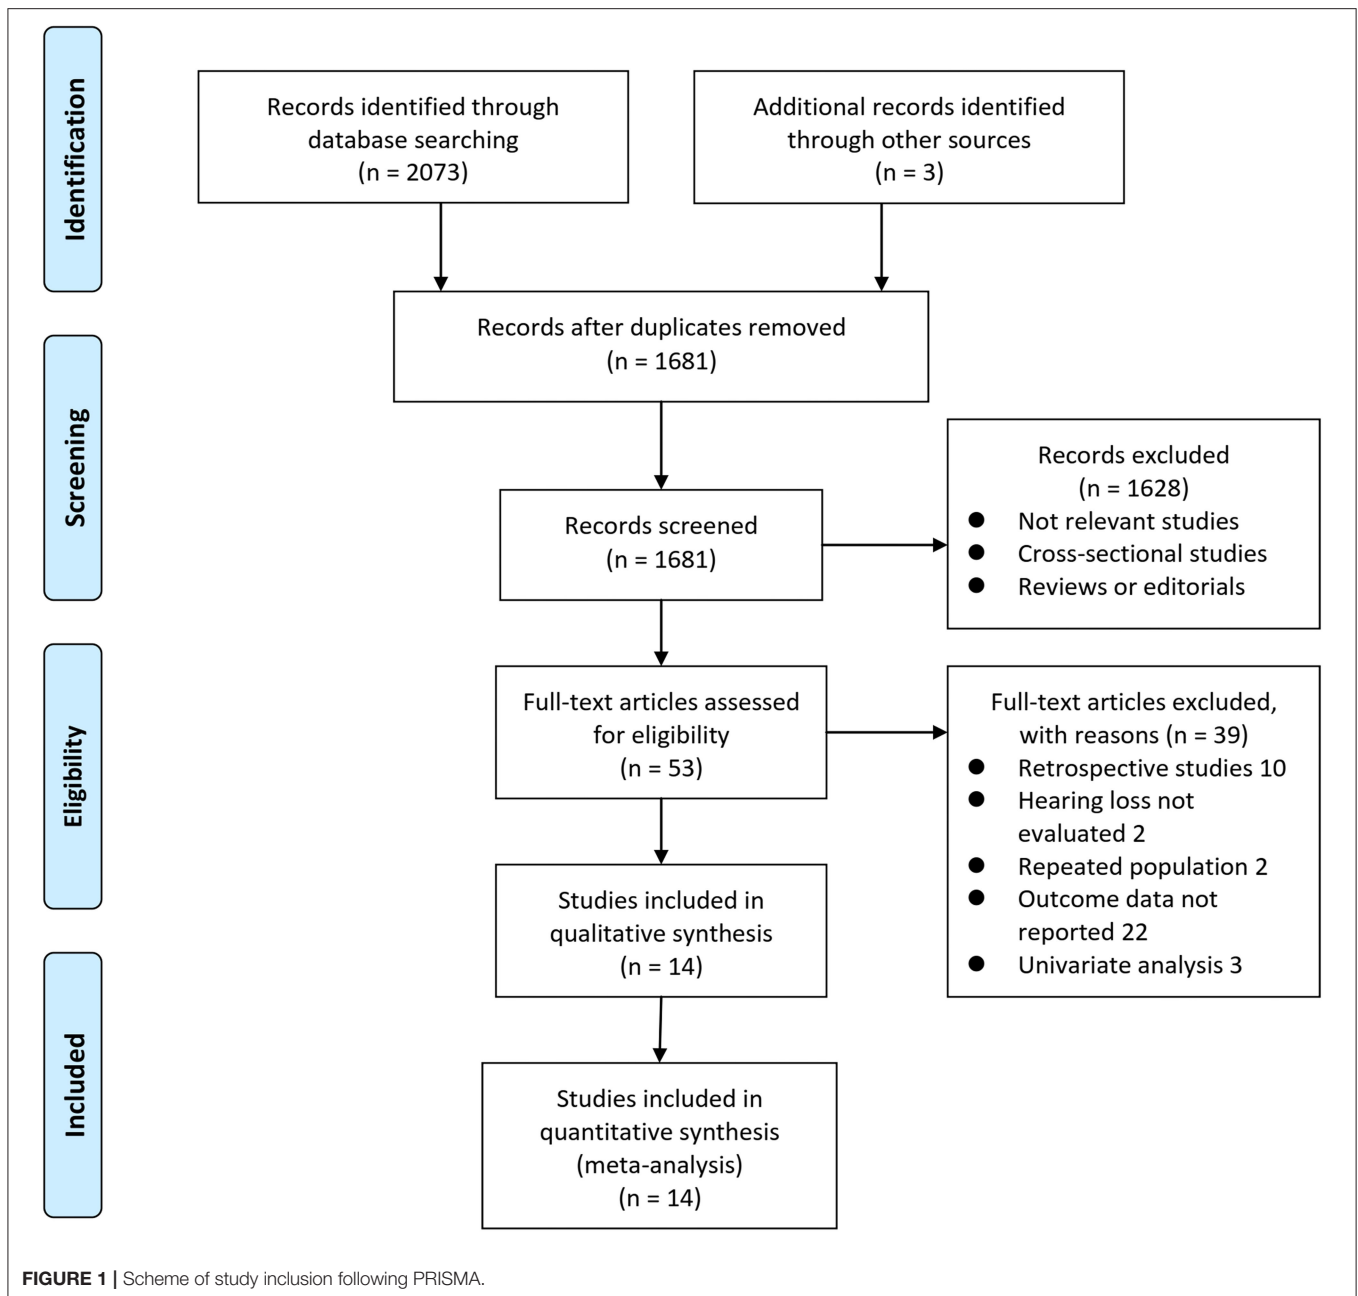 Identification
Records identified through
database searching
(n = 2073)
Additional records identified
through other sources
(n = 3)
Records after duplicates removed
(n = 1681)
Screening
Records screened
(n = 1681)
Records excluded
(n = 1628)
● Not relevant studies
● Cross-sectional studies
● Reviews or editorials
Eligibility
Full-text articles assessed
for eligibility
(n = 53)
Full-text articles excluded,
with reasons (n = 39)
● Retrospective studies 10
● Hearing loss not
evaluated 2
● Repeated population 2
● Outcome data not
reported 22
● Univariate analysis 3
Studies included in
qualitative synthesis
(n = 14)
Included
Studies included in
quantitative synthesis
(meta-analysis)
(n = 14)
FIGURE 1 | Scheme of study inclusion following PRISMA.